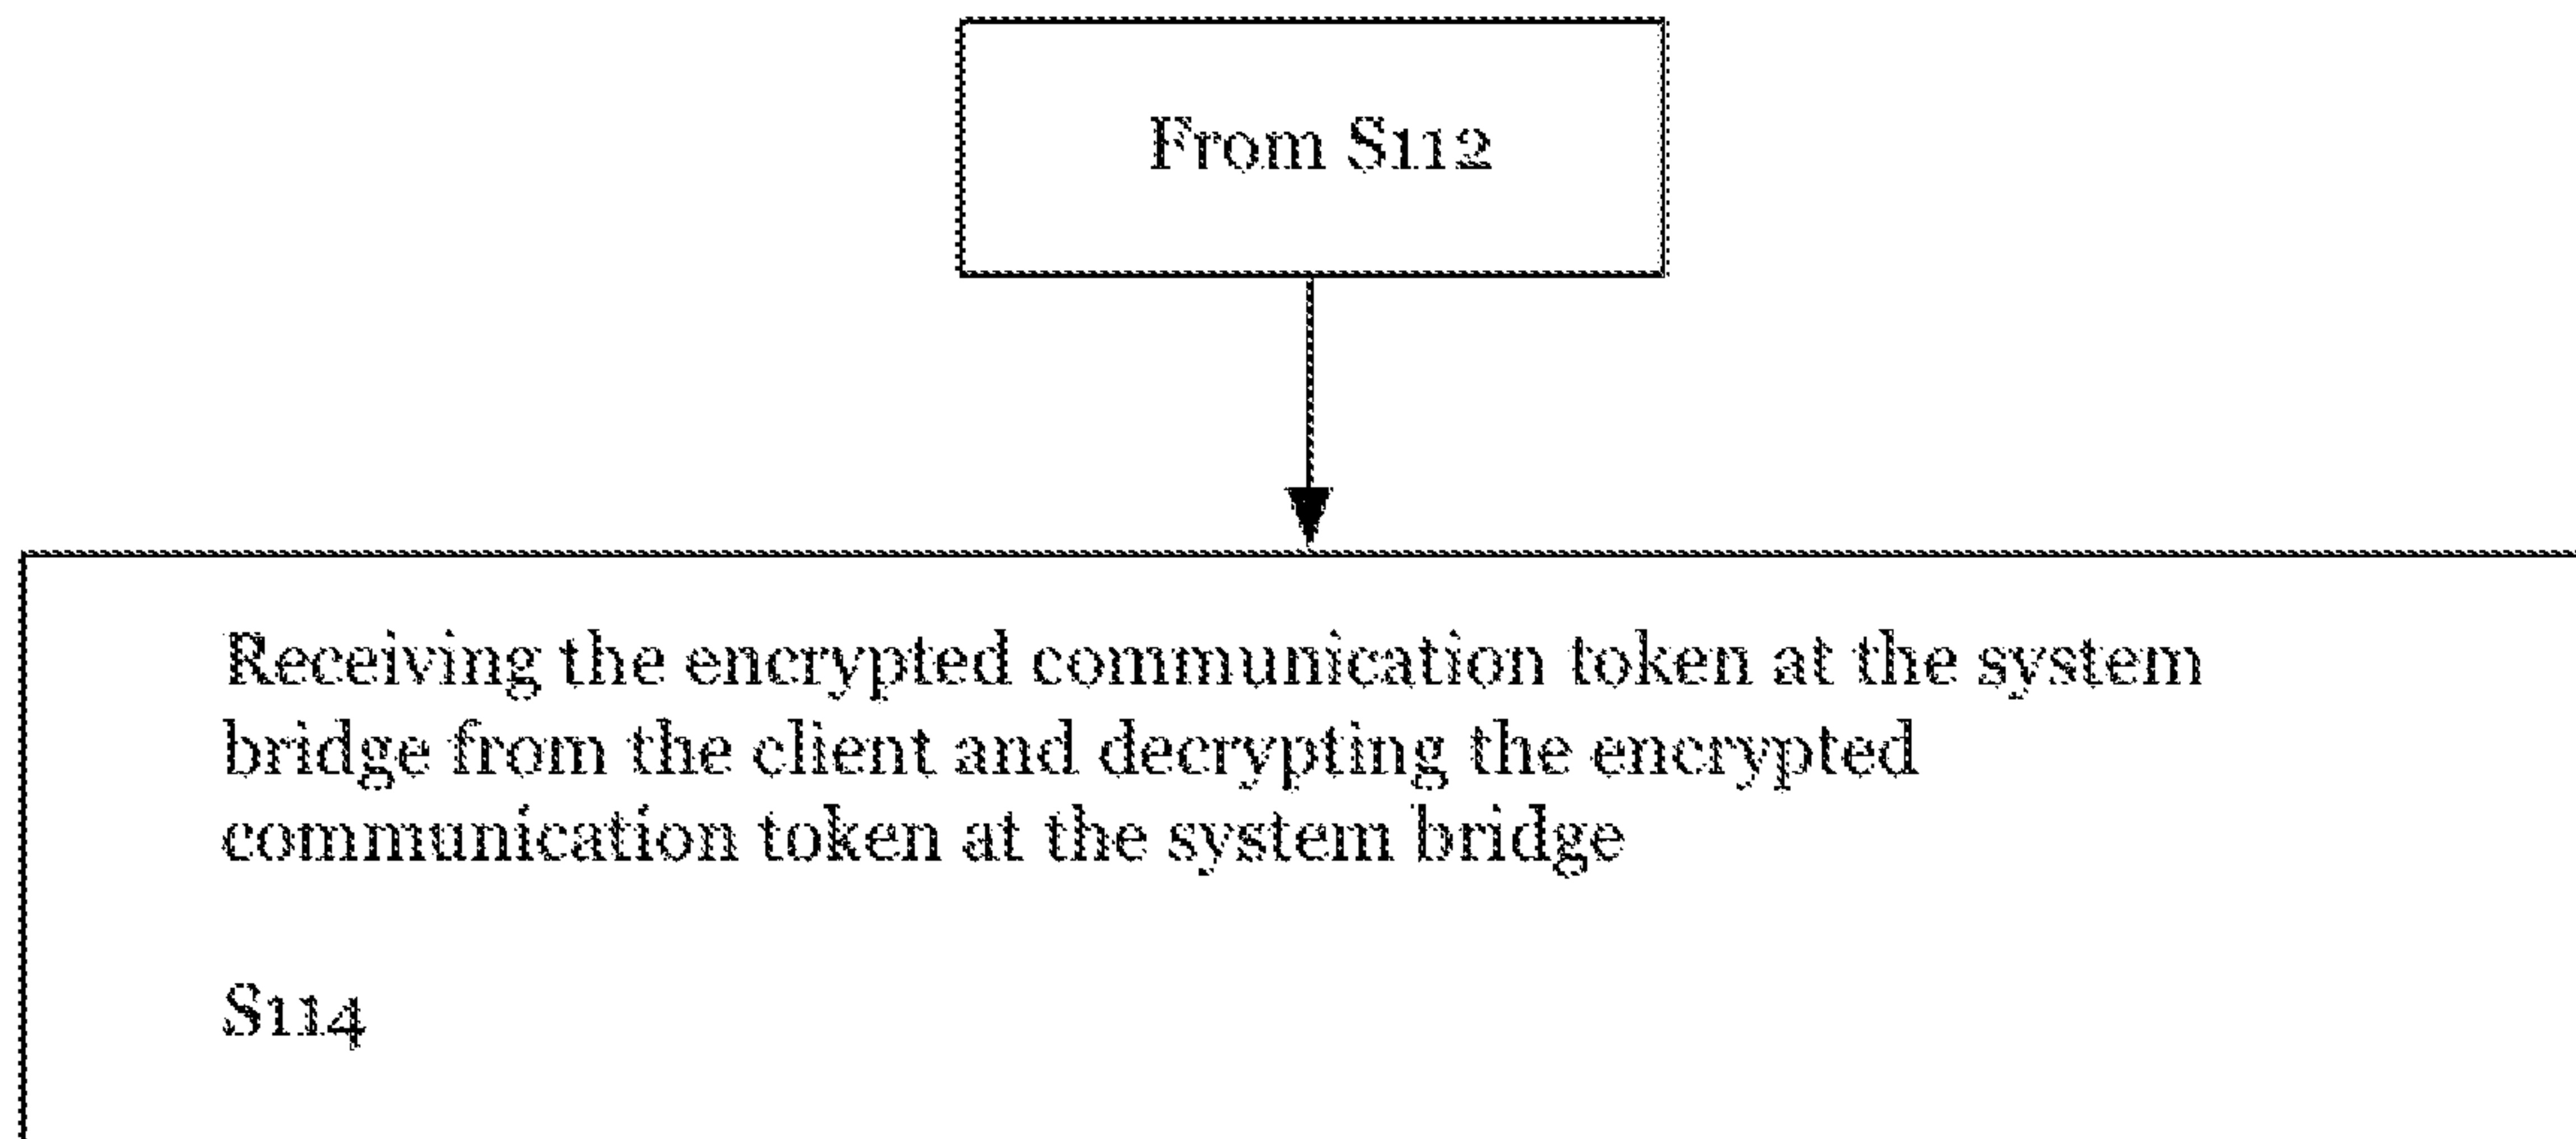 From S112
Receiving the encrypted communication token at the system
bridge from the client and decrypting the encrypted
communication token at the system bridge
S114